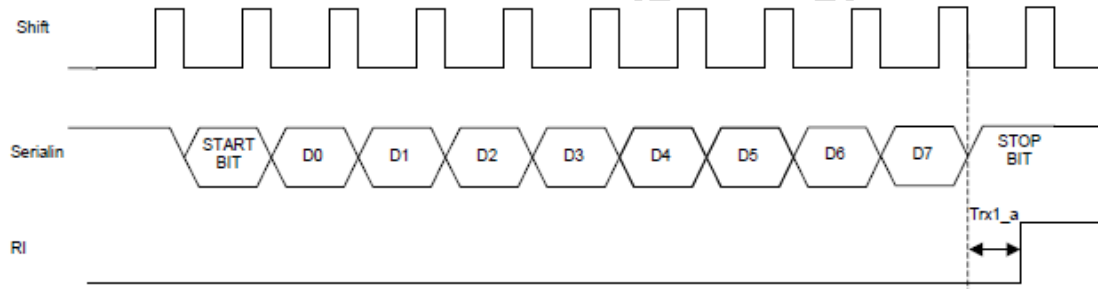 Shift
Serialin
START
BIT
D0
D1
D2
D3
D4
D5
D6
D7
STOP
BIT
Trx1_a
RI